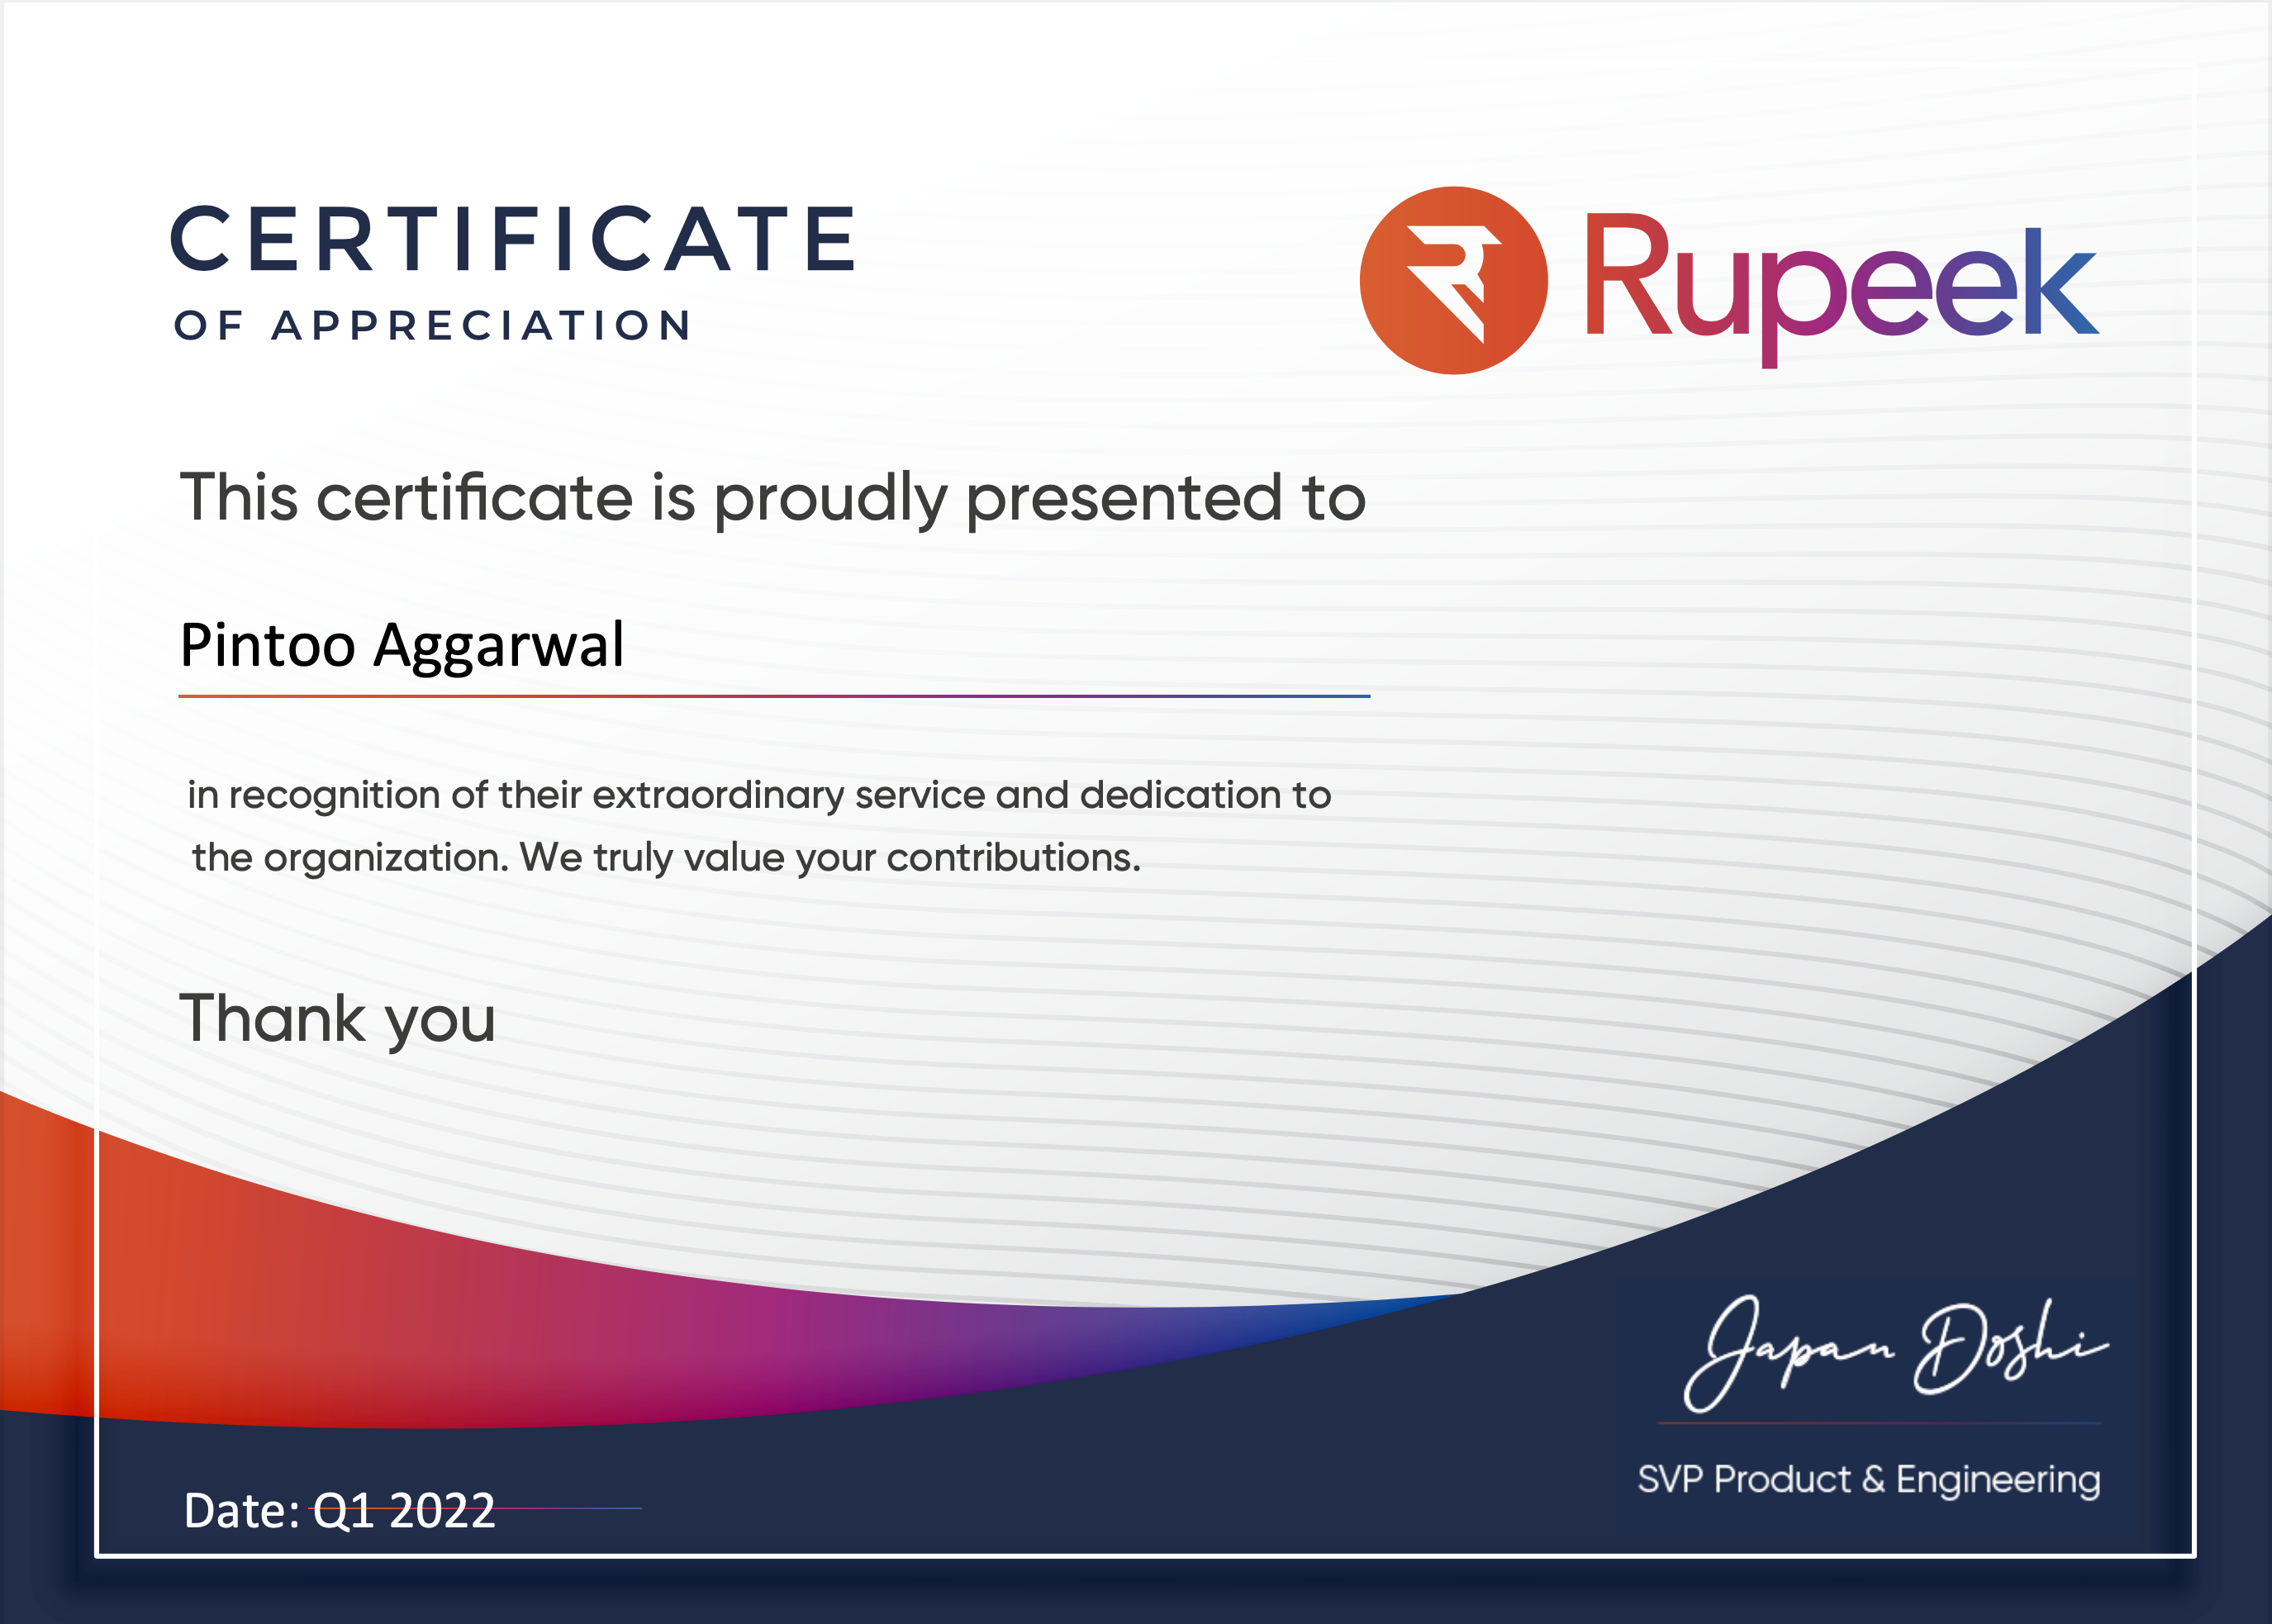 CERTIFICATE
OF APPRECIATION
Rupeek
This certificate is proudly presented to
Pintoo Aggarwal
in recognition of their extraordinary service and dedication to
the organization. We truly value your contributions.
Thank you
Japan Doshi
SVP Product & Engineering
Date: Q1 2022